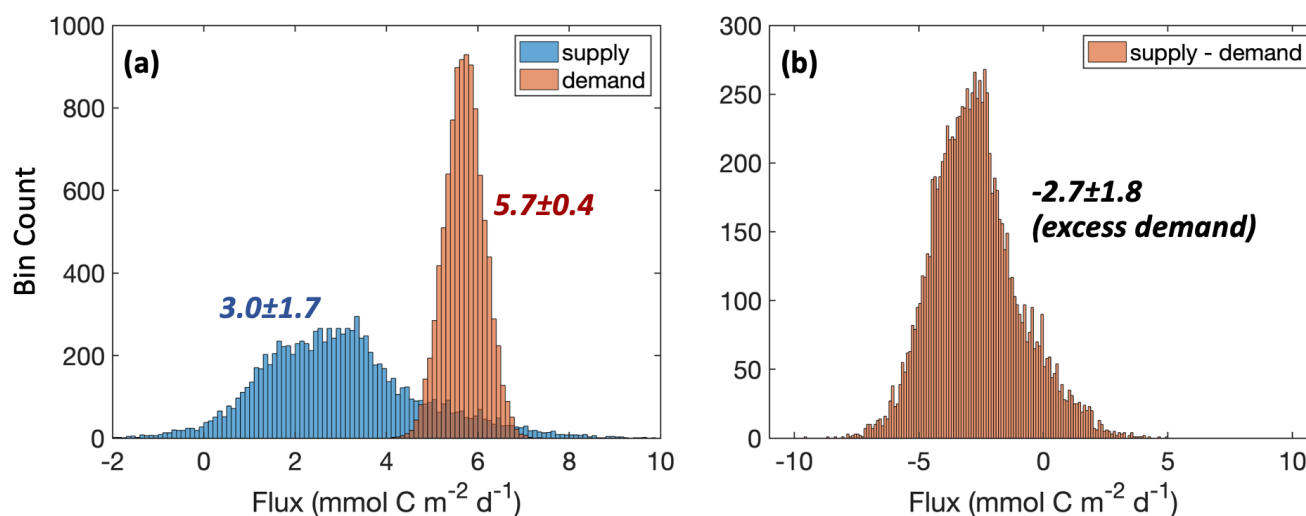 (a)
supply
demand
1000
800
600
400
200
0
Bin Count
3.0±1.7
5.7±0.4
-2 0 2 4 6 8 10
Flux (mmol C m⁻² d⁻¹)
(b)
supply - demand
300
250
200
150
100
50
0
-2.7±1.8
(excess demand)
-10 -5 0 5 10
Flux (mmol C m⁻² d⁻¹)